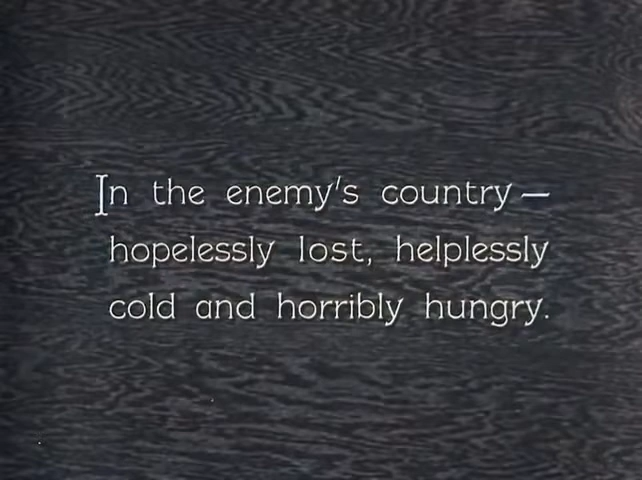 In the enemy's country—
hopelessly lost, helplessly
cold and horribly hungry.